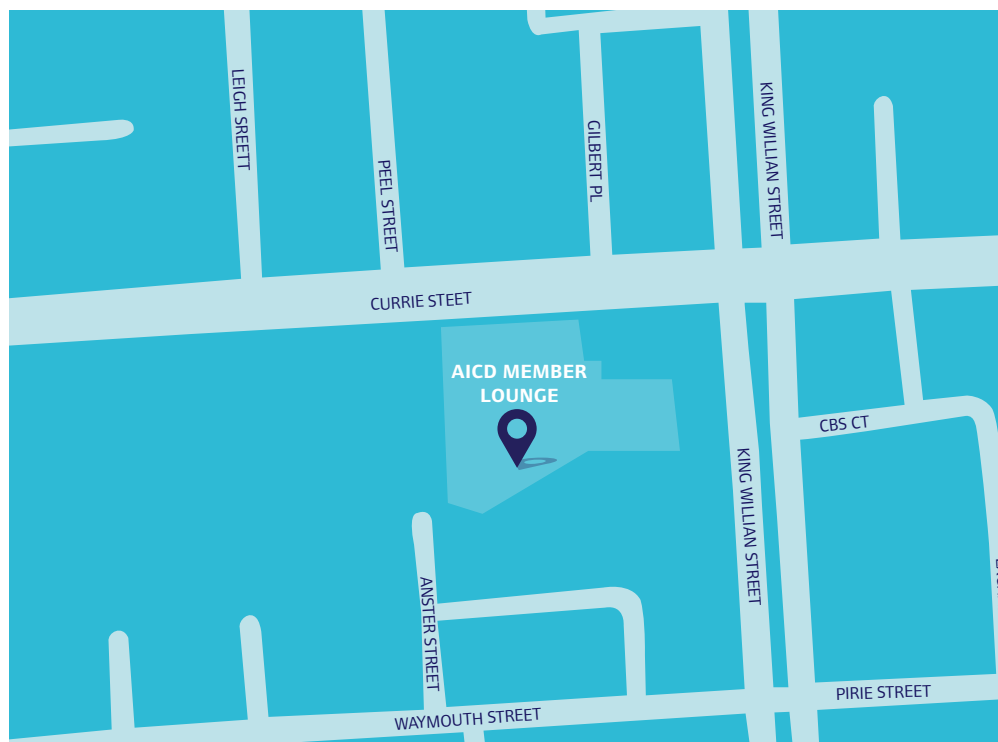 LEIGH SREETT
PEEL STREET
GILBERT PL
KING WILLIAN STREET
CURRIE STEET
AICD MEMBER
LOUNGE
CBS CT
KING WILLIAN STREET
ANSTER STREET
PIRIE STREET
WAYMOUTH STREET